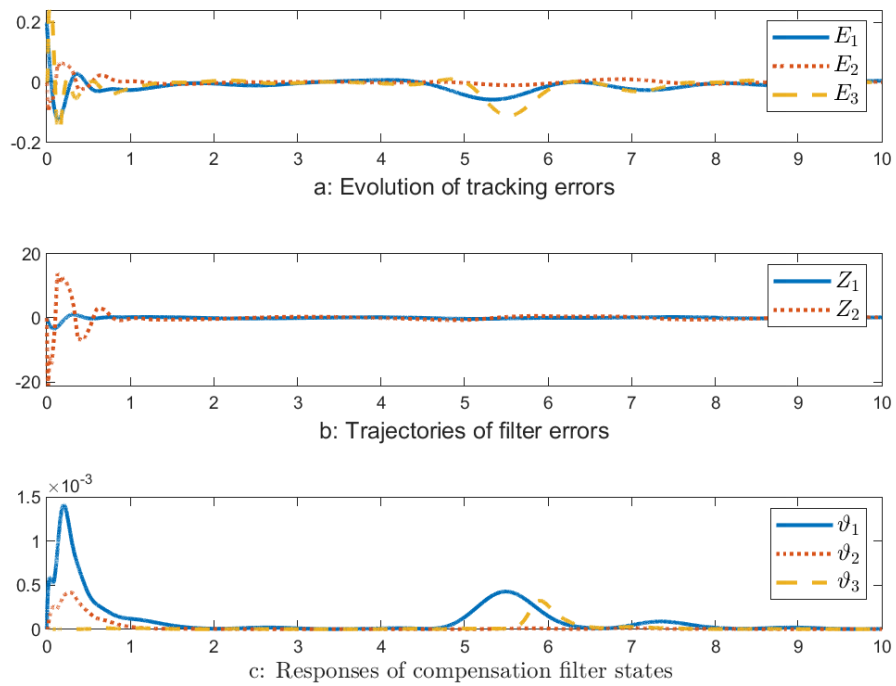 0.2
0
-0.2
E₁
E₂
E₃
0 1 2 3 4 5 6 7 8 9 10
a: Evolution of tracking errors
20
0
-20
Z₁
Z₂
0 1 2 3 4 5 6 7 8 9 10
b: Trajectories of filter errors
×10⁻³
1.5
1
0.5
0
ϑ₁
ϑ₂
ϑ₃
0 1 2 3 4 5 6 7 8 9 10
c: Responses of compensation filter states